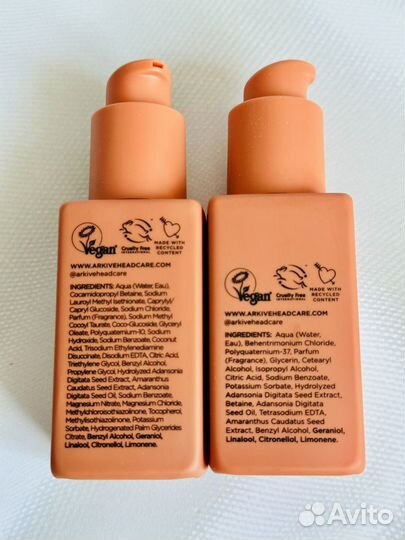 Vegan
Cruelty free
INTERNATIONAL
MADE WITH
RECYCLED
CONTENT
WWW.ARKIVEHEADCARE.COM
@arkiveheadcare
INGREDIENTS: Aqua (Water, Eau),
Cocamidopropyl Betaine, Sodium
Lauroyl Methyl Isethionate, Caprylyl/
Capryl Glucoside, Sodium Chloride,
Parfum (Fragrance), Sodium Methyl
Cocoyl Taurate, Coco-Glucoside, Glyceryl
Oleate, Polyquaternium-10, Sodium
Hydroxide, Sodium Benzoate, Coconut
Acid, Trisodium Ethylenediamine
Disuccinate, Disodium EDTA, Citric Acid,
Triethylene Glycol, Benzyl Alcohol,
Propylene Glycol, Hydrolyzed Adansonia
Digitata Seed Extract, Amaranthus
Caudatus Seed Extract, Adansonia
Digitata Seed Oil, Sodium Benzoate,
Magnesium Nitrate, Magnesium Chloride,
Methylchloroisothiazolinone, Tocopherol,
Methylisothiazolinone, Potassium
Sorbate, Hydrogenated Palm Glycerides
Citrate, Benzyl Alcohol, Geraniol,
Linalool, Citronellol, Limonene.
Vegan
Cruelty free
INTERNATIONAL
MADE WITH
RECYCLED
CONTENT
WWW.ARKIVEHEADCARE.COM
@arkiveheadcare
INGREDIENTS: Aqua (Water,
Eau), Behentrimonium Chloride,
Polyquaternium-37, Parfum
(Fragrance), Glycerin, Cetearyl
Alcohol, Isopropyl Alcohol,
Citric Acid, Sodium Benzoate,
Potassium Sorbate, Hydrolyzed
Adansonia Digitata Seed Extract,
Betaine, Adansonia Digitata
Seed Oil, Tetrasodium EDTA,
Amaranthus Caudatus Seed
Extract, Benzyl Alcohol, Geraniol,
Linalool, Citronellol, Limonene.
Avito